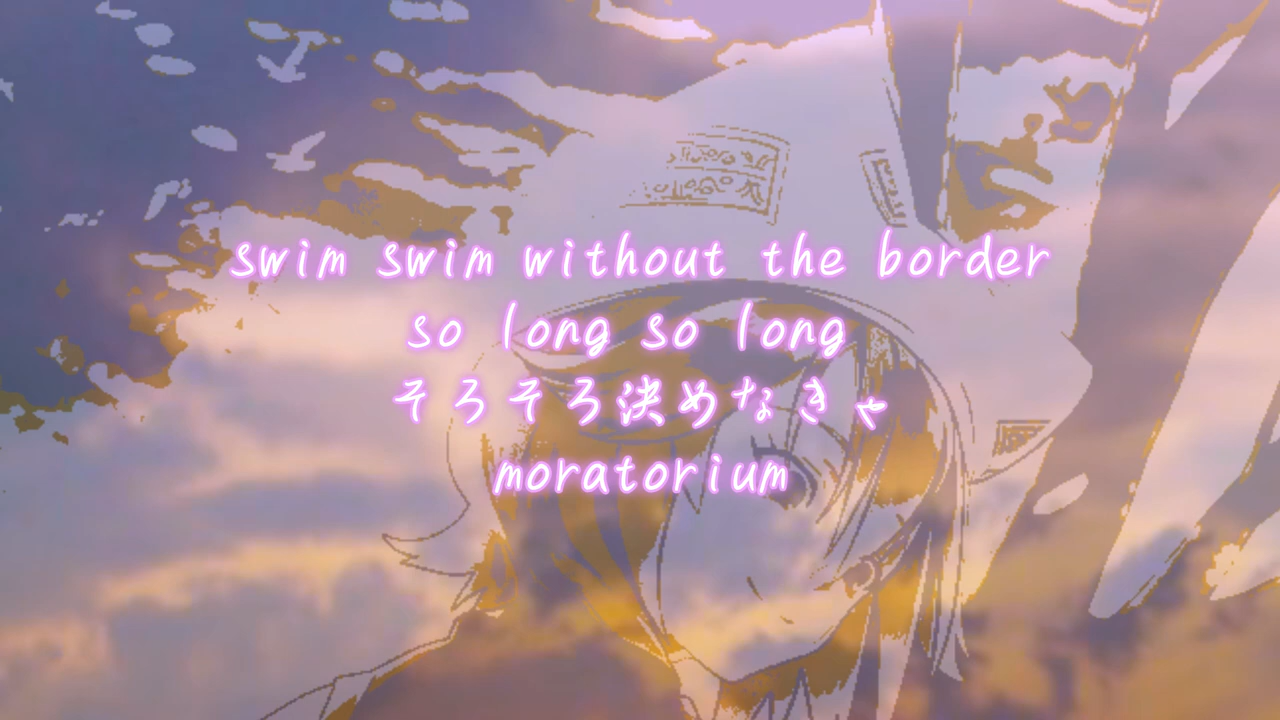 swim swim without the border
so long so long
そろそろ決めなきゃ
moratorium